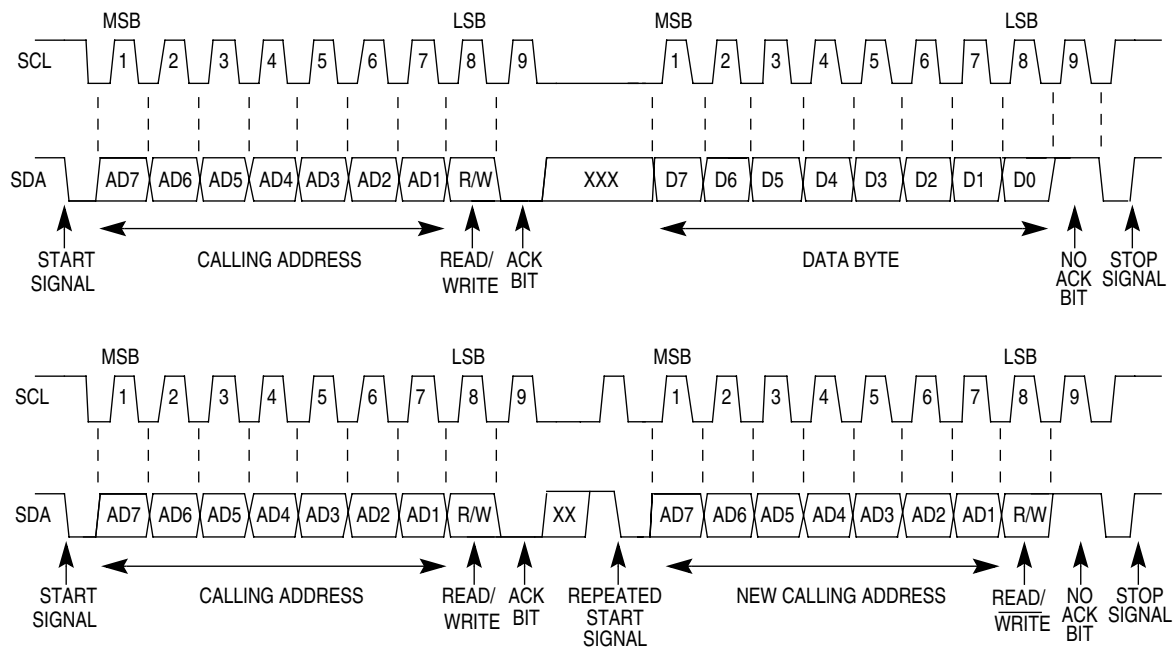 MSB LSB MSB LSB
SCL 1 2 3 4 5 6 7 8 9 1 2 3 4 5 6 7 8 9
SDA AD7 AD6 AD5 AD4 AD3 AD2 AD1 R/W XXX D7 D6 D5 D4 D3 D2 D1 D0
START SIGNAL
CALLING ADDRESS
READ/ WRITE
ACK BIT
DATA BYTE
NO ACK BIT
STOP SIGNAL
MSB LSB MSB LSB
SCL 1 2 3 4 5 6 7 8 9 1 2 3 4 5 6 7 8 9
SDA AD7 AD6 AD5 AD4 AD3 AD2 AD1 R/W XX AD7 AD6 AD5 AD4 AD3 AD2 AD1 R/W
START SIGNAL
CALLING ADDRESS
READ/ WRITE
ACK BIT
REPEATED START SIGNAL
NEW CALLING ADDRESS
READ/ WRITE
NO ACK BIT
STOP SIGNAL